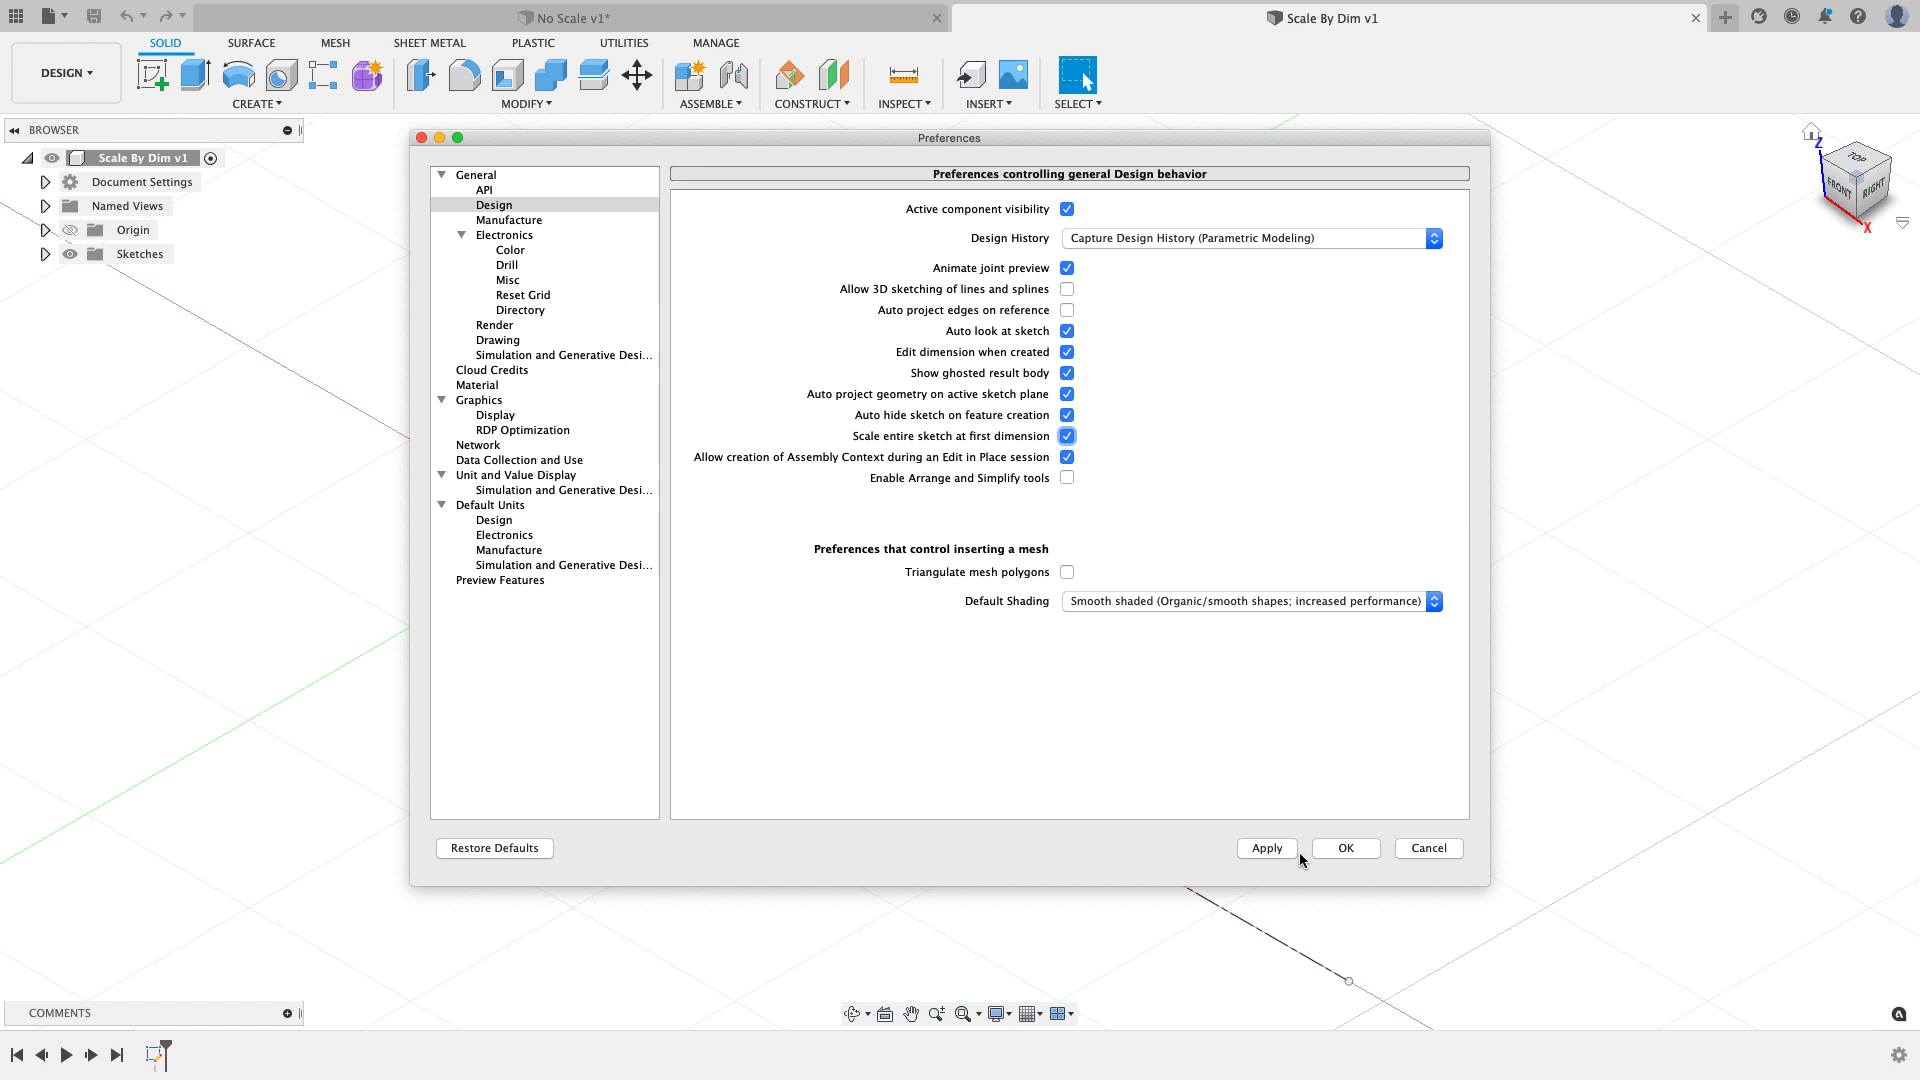 No Scale v1*
Scale By Dim v1
SOLID
SURFACE
MESH
SHEET METAL
PLASTIC
UTILITIES
MANAGE
DESIGN
CREATE
MODIFY
ASSEMBLE
CONSTRUCT
INSPECT
INSERT
SELECT
BROWSER
Scale By Dim v1
Document Settings
Named Views
Origin
Sketches
Z
TOP
FRONT
RIGHT
X
Preferences
General
API
Design
Manufacture
Electronics
Color
Drill
Misc
Reset Grid
Directory
Render
Drawing
Simulation and Generative Desi...
Cloud Credits
Material
Graphics
Display
RDP Optimization
Network
Data Collection and Use
Unit and Value Display
Simulation and Generative Desi...
Default Units
Design
Electronics
Manufacture
Simulation and Generative Desi...
Preview Features
Preferences controlling general Design behavior
Active component visibility
Design History Capture Design History (Parametric Modeling)
Animate joint preview
Allow 3D sketching of lines and splines
Auto project edges on reference
Auto look at sketch
Edit dimension when created
Show ghosted result body
Auto project geometry on active sketch plane
Auto hide sketch on feature creation
Scale entire sketch at first dimension
Allow creation of Assembly Context during an Edit in Place session
Enable Arrange and Simplify tools
Preferences that control inserting a mesh
Triangulate mesh polygons
Default Shading Smooth shaded (Organic/smooth shapes; increased performance)
Restore Defaults
Apply
OK
Cancel
COMMENTS